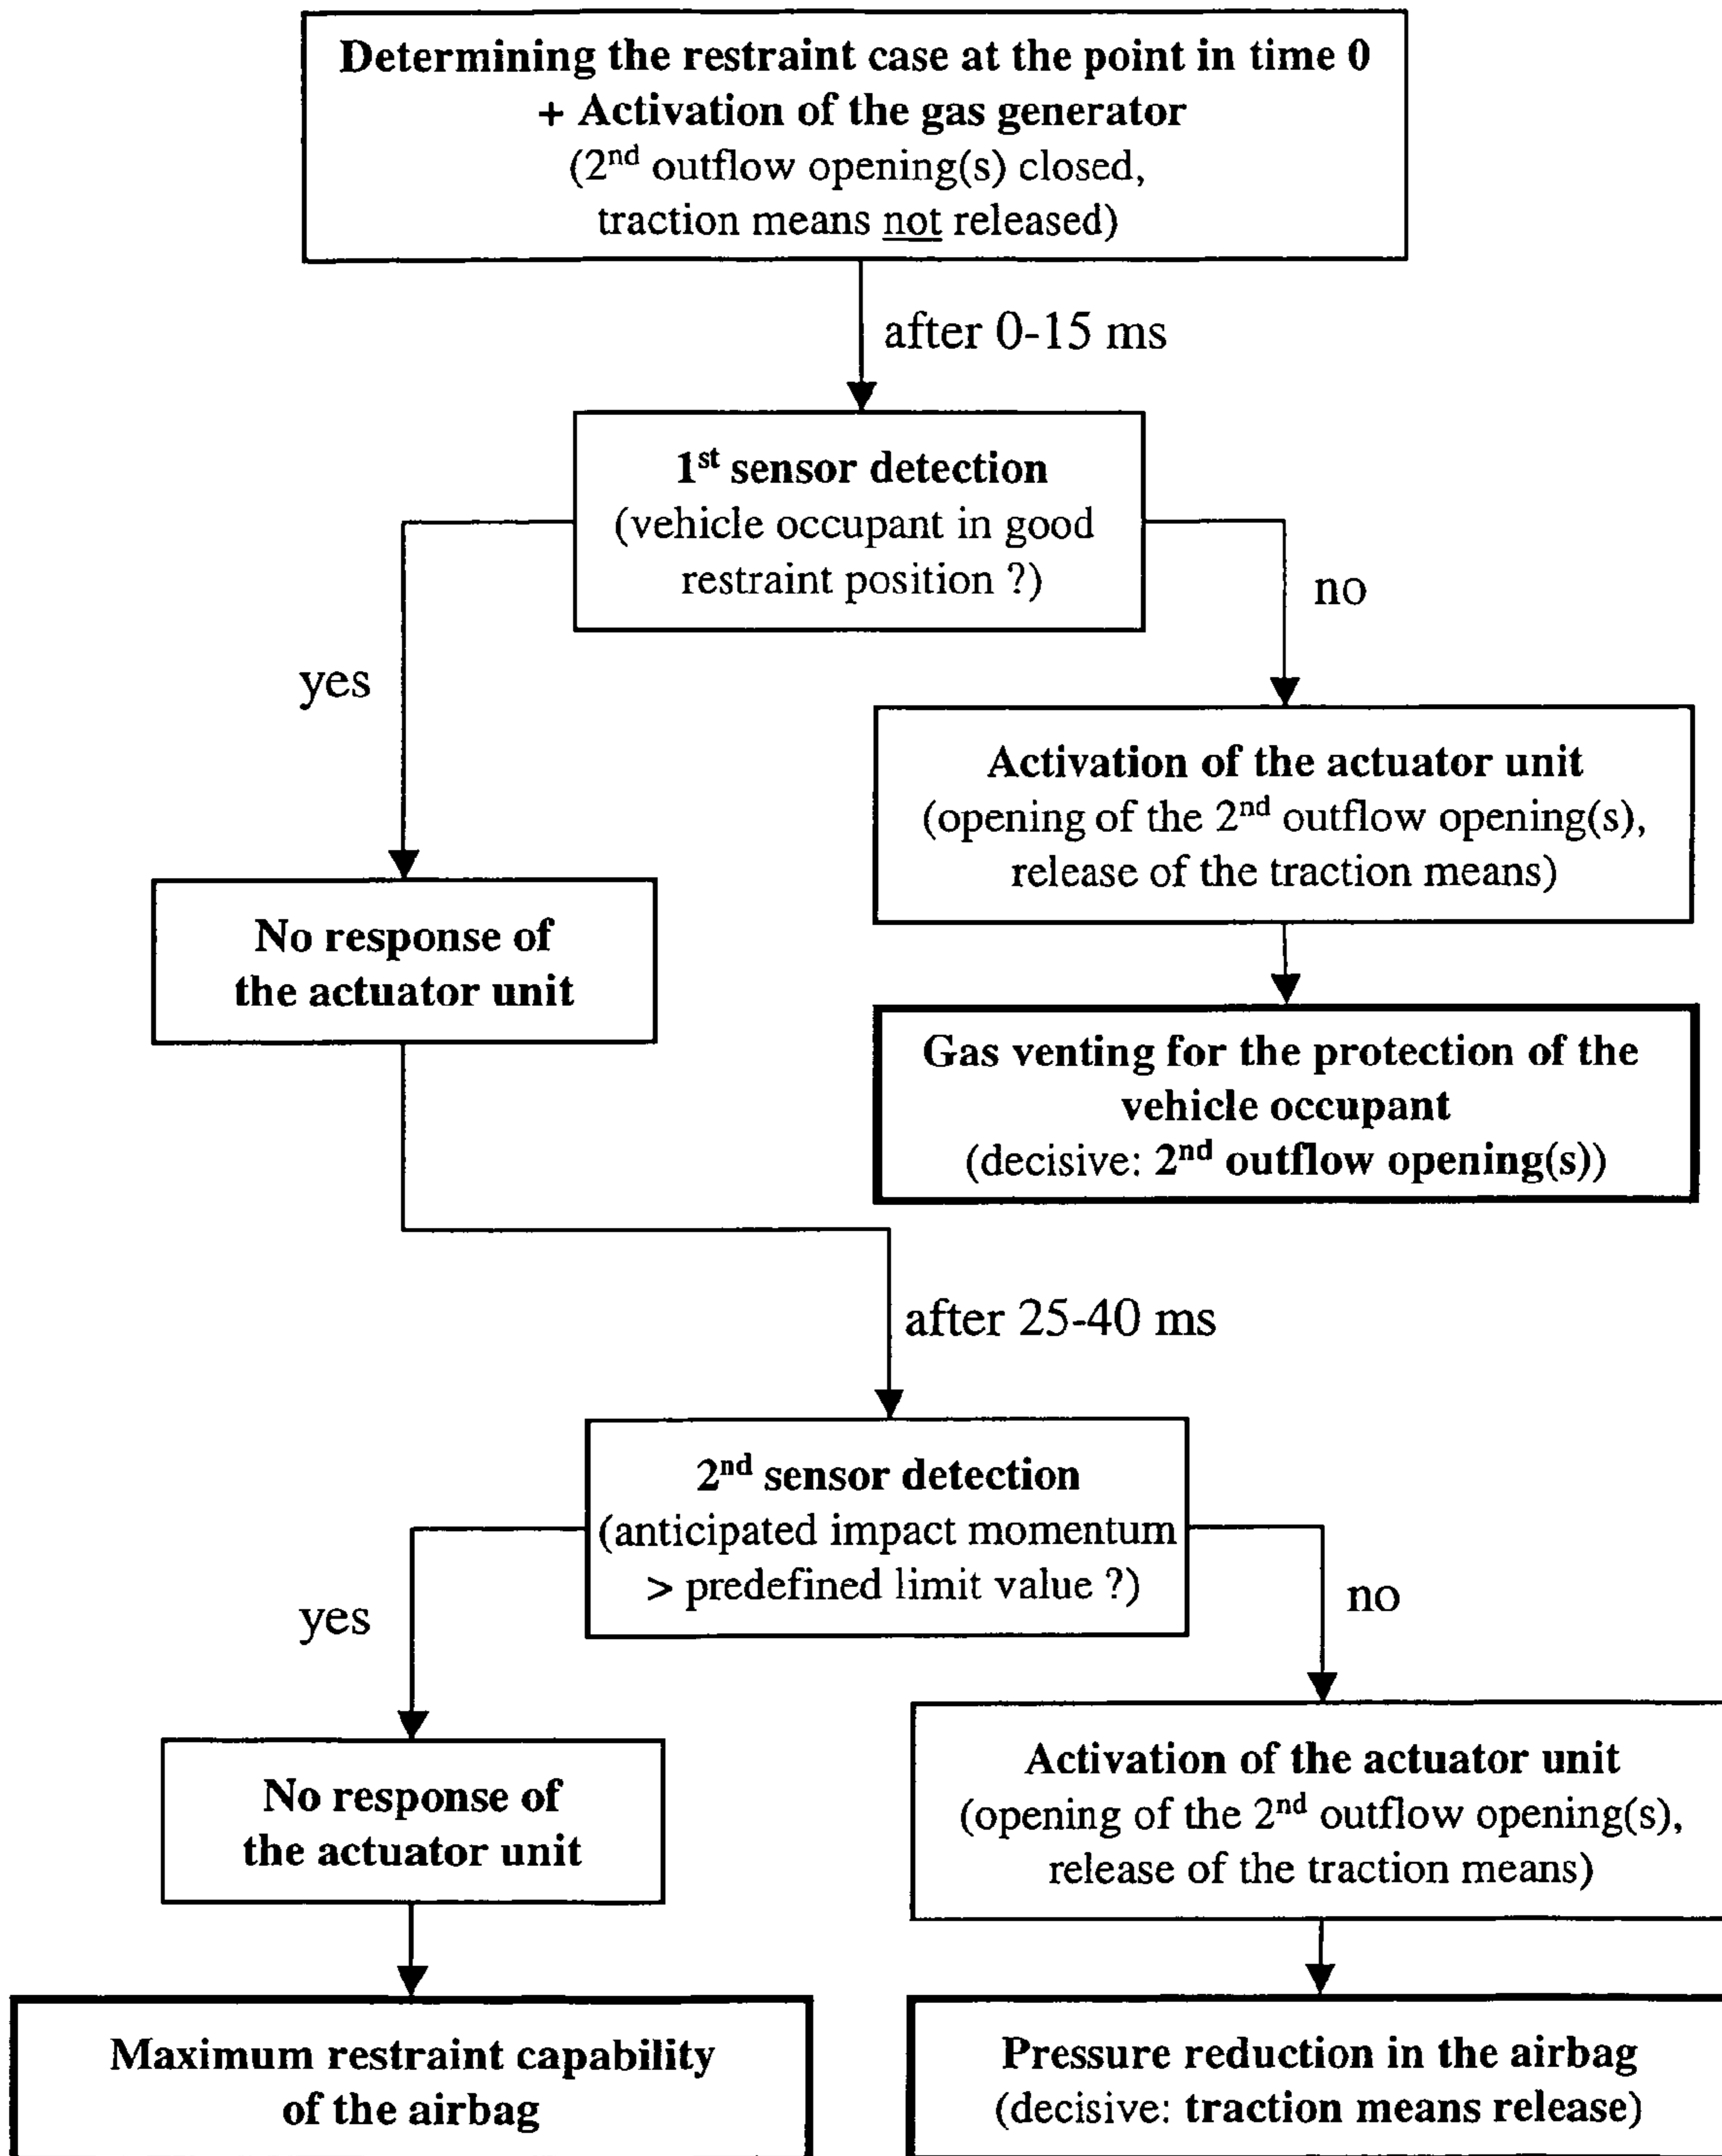 Determining the restraint case at the point in time 0
+ Activation of the gas generator
(2nd outflow opening(s) closed,
traction means not released)
after 0-15 ms
1st sensor detection
(vehicle occupant in good
restraint position ?)
yes
no
Activation of the actuator unit
(opening of the 2nd outflow opening(s),
release of the traction means)
No response of
the actuator unit
Gas venting for the protection of the
vehicle occupant
(decisive: 2nd outflow opening(s))
after 25-40 ms
2nd sensor detection
(anticipated impact momentum
> predefined limit value ?)
yes
no
No response of
the actuator unit
Activation of the actuator unit
(opening of the 2nd outflow opening(s),
release of the traction means)
Maximum restraint capability
of the airbag
Pressure reduction in the airbag
(decisive: traction means release)